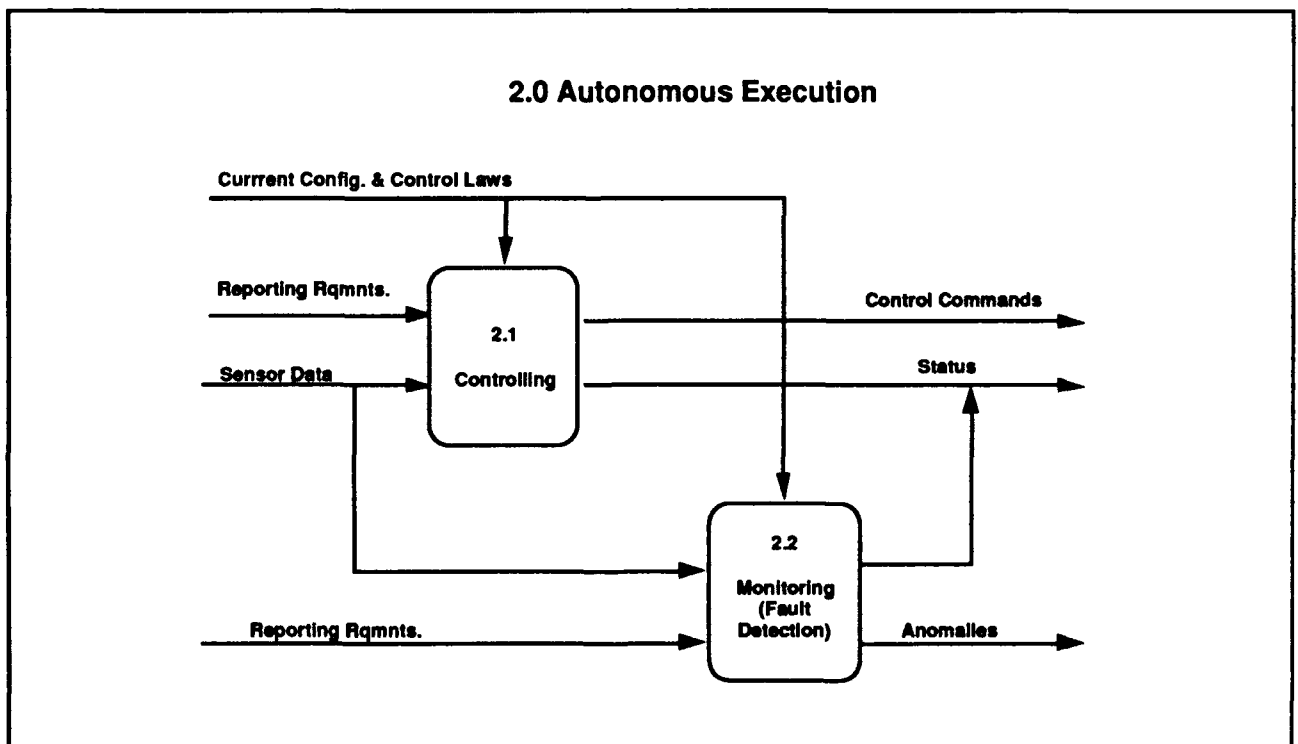 2.0 Autonomous Execution
Currrent Config. & Control Laws
Reporting Rqmnts.
Control Commands
2.1
Controlling
Sensor Data
Status
2.2
Monitoring
(Fault
Detection)
Reporting Rqmnts.
Anomalies